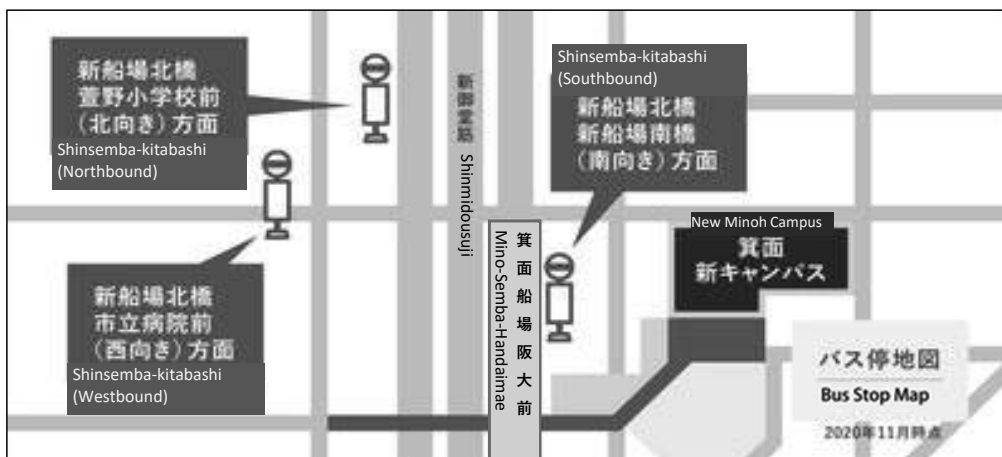 新船場北橋
萱野小学校前
(北向き)方面
Shinsemba-kitabashi
(Northbound)
新御堂筋
Shinmidousuji
Shinsemba-kitabashi
(Southbound)
新船場北橋
新船場南橋
(南向き)方面
新船場北橋
市立病院前
(西向き)方面
Shinsemba-kitabashi
(Westbound)
箕面船場阪大前
Mino-Semba-Handaimae
New Minoh Campus
箕面
新キャンパス
バス停地図
Bus Stop Map
2020年11月時点